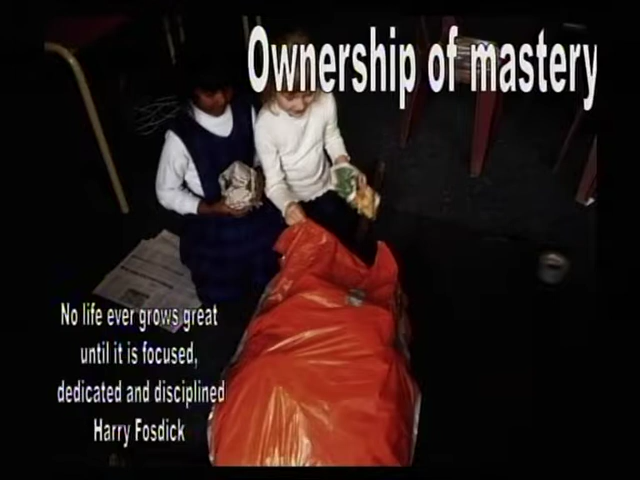 Ownership of mastery
No life ever grows great
until it is focused,
dedicated and disciplined
Harry Fosdick